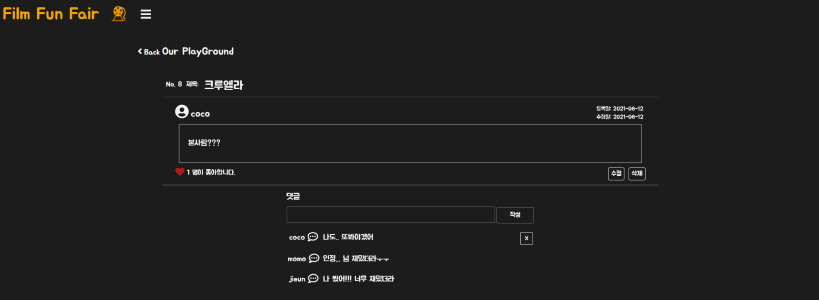 Film Fun Fair
Back Our PlayGround
No. 8 제목: 크루엘라
coco
등록일: 2021-06-12
수정일: 2021-06-12
본사람???
1 명이 좋아합니다.
수정 삭제
댓글
작성
coco 나도.. 또봐야겠어 X
momo 인정... 넘 재밌더라ㅜㅜ
jieun 나 봤어!!! 너무 재밌더라